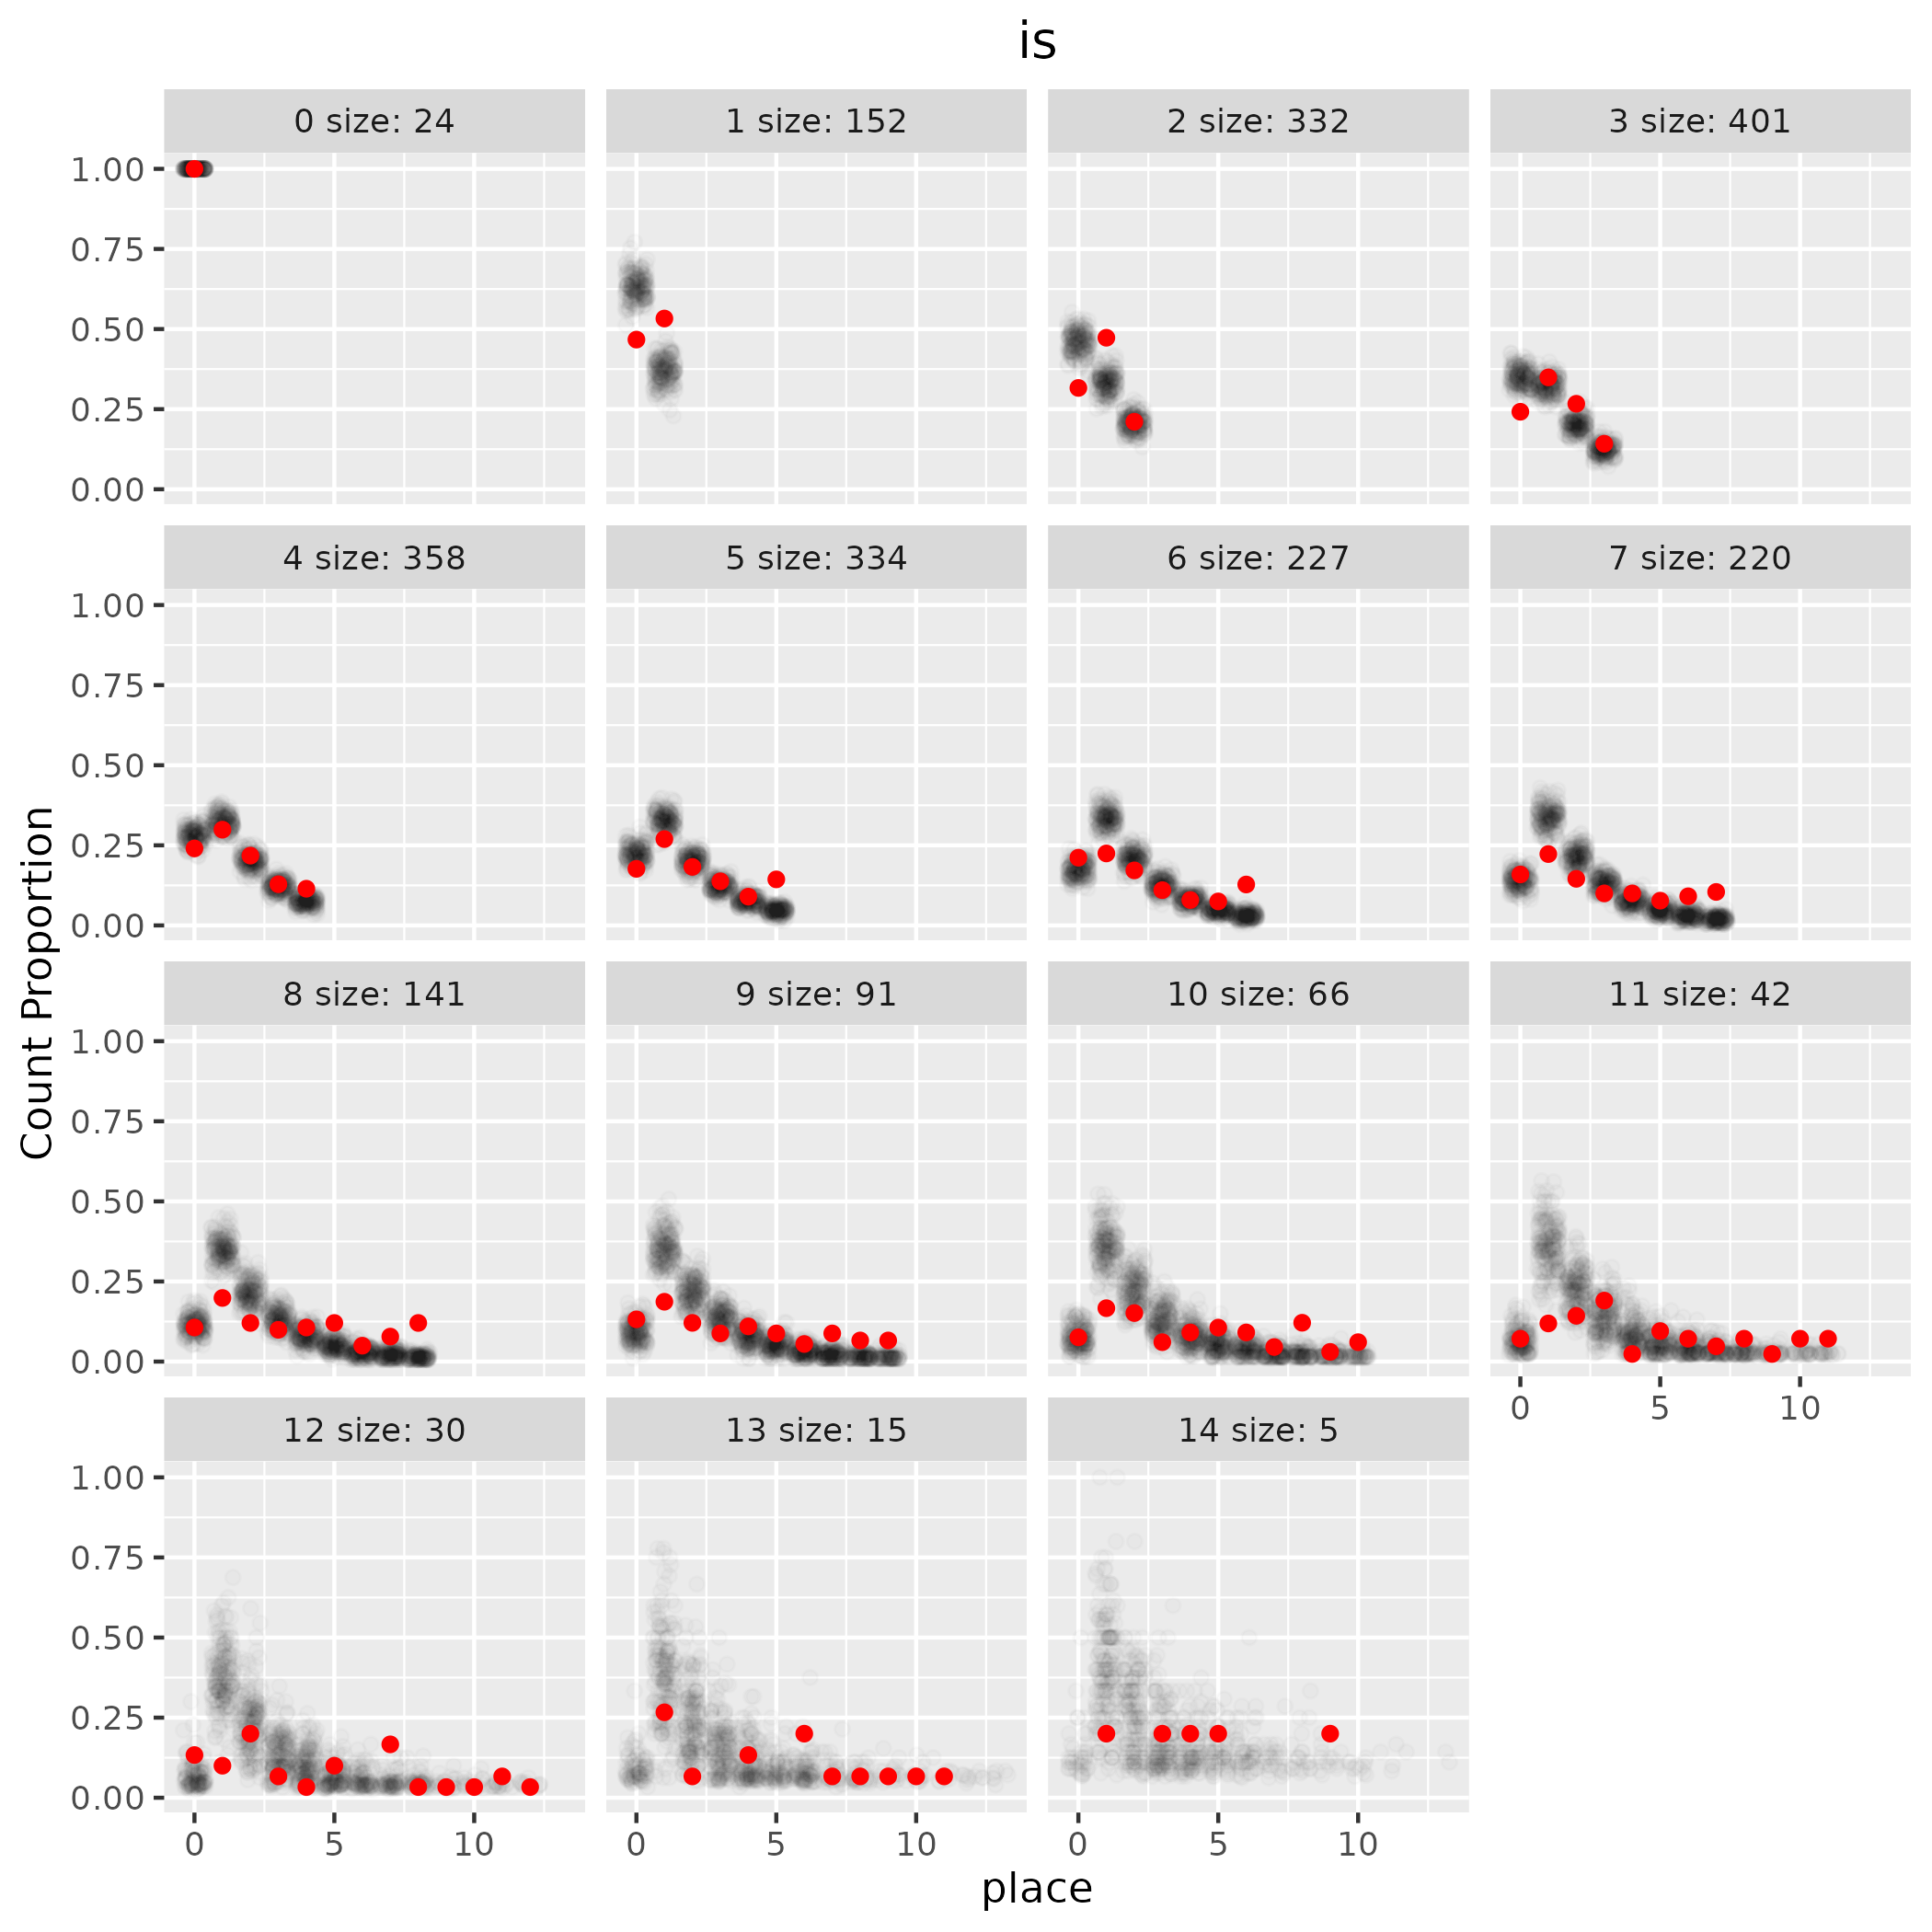 is
0 size: 24
1 size: 152
2 size: 332
3 size: 401
1.00
0.75
0.50
0.25
0.00
4 size: 358
5 size: 334
6 size: 227
7 size: 220
1.00
0.75
0.50
0.25
0.00
Count Proportion
8 size: 141
9 size: 91
10 size: 66
11 size: 42
1.00
0.75
0.50
0.25
0.00
0 5 10
12 size: 30
13 size: 15
14 size: 5
1.00
0.75
0.50
0.25
0.00
0 5 10
0 5 10
0 5 10
place